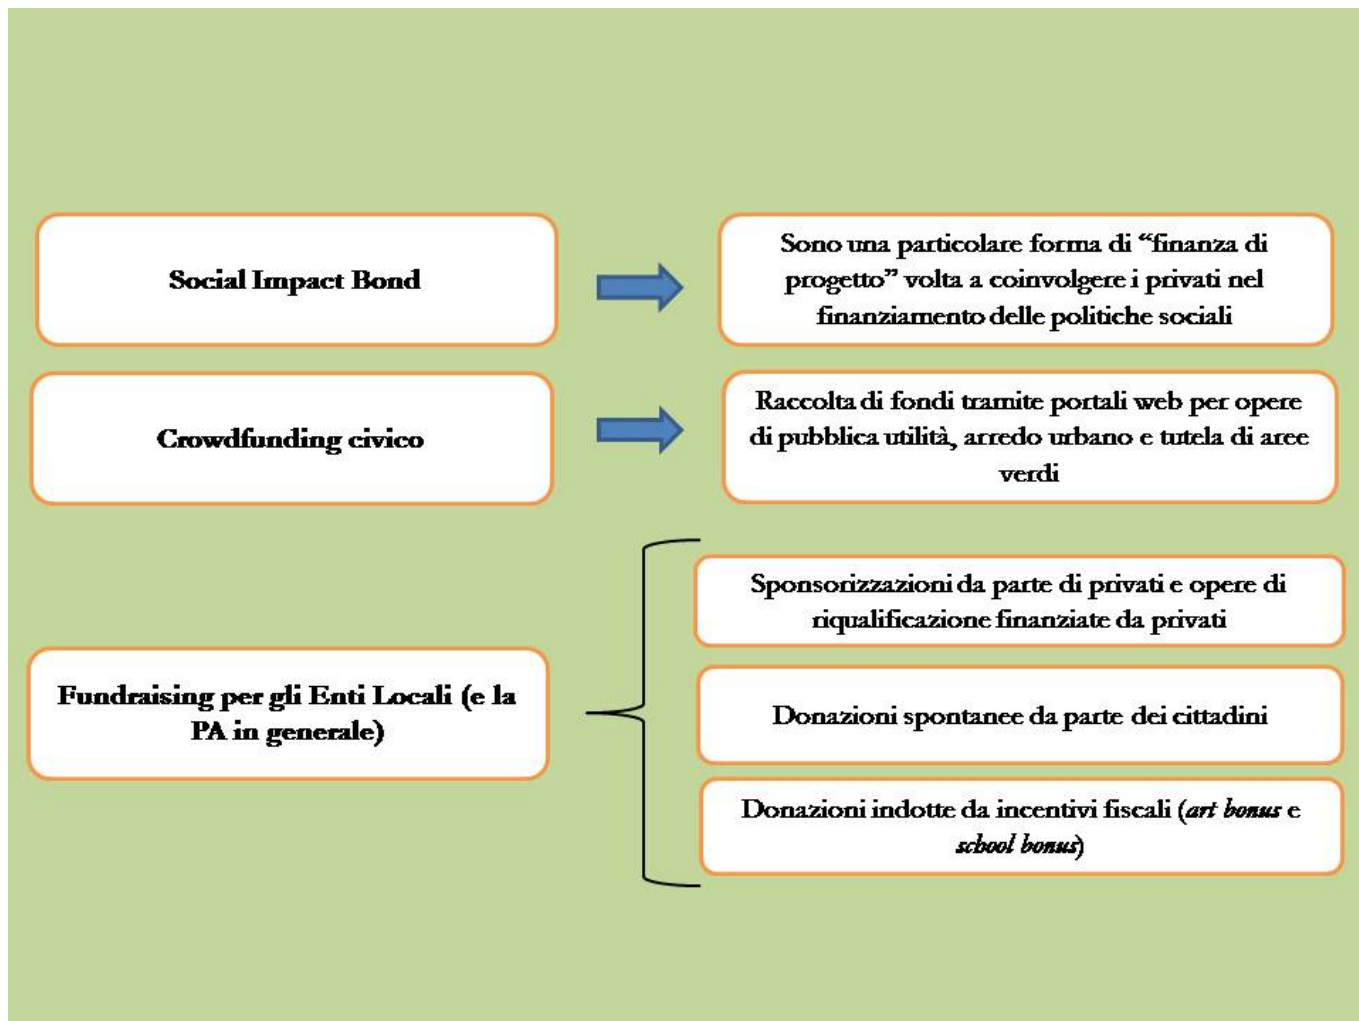 Social Impact Bond
Sono una particolare forma di “finanza di
progetto” volta a coinvolgere i privati nel
finanziamento delle politiche sociali
Crowdfunding civico
Raccolta di fondi tramite portali web per opere
di pubblica utilità, arredo urbano e tutela di aree
verdi
Fundraising per gli Enti Locali (e la
PA in generale)
Sponsorizzazioni da parte di privati e opere di
riqualificazione finanziate da privati
Donazioni spontanee da parte dei cittadini
Donazioni indotte da incentivi fiscali (art bonus e
school bonus)